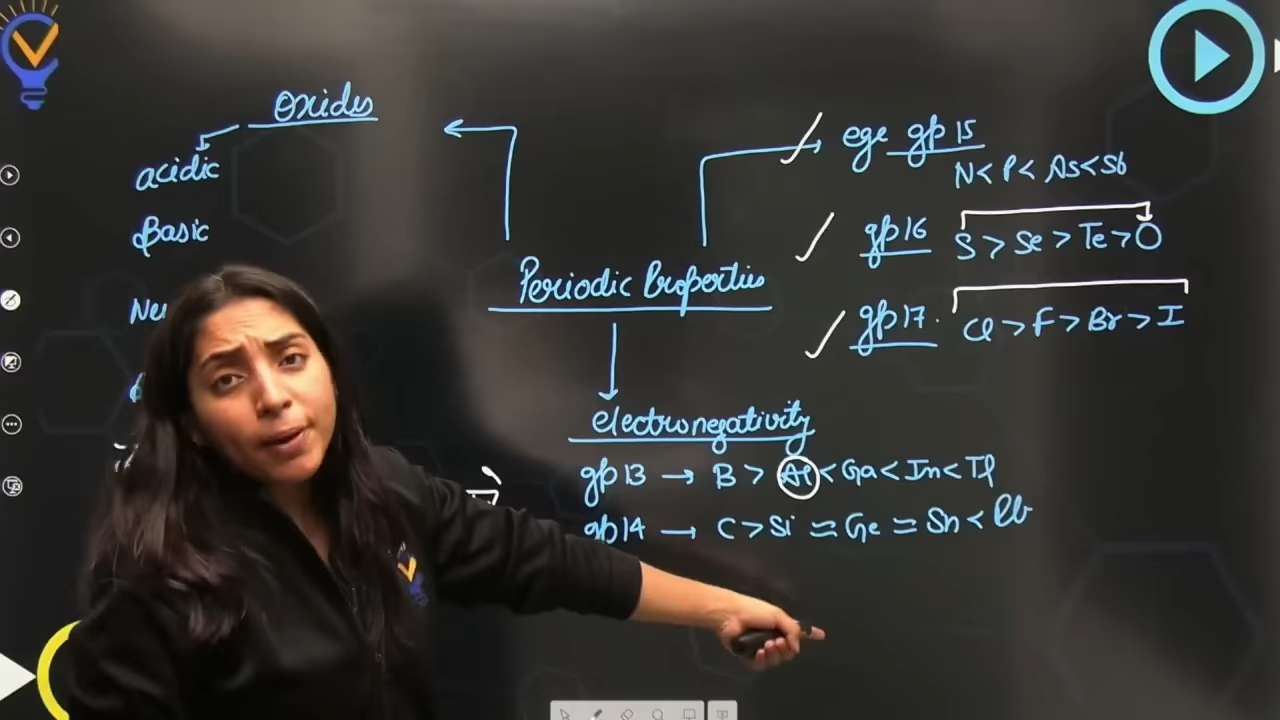 Oxides
acidic
Basic
Periodic Properties
ege gp 15
N < P < As < Sb
gp 16 S > Se > Te > O
gp 17. Cl > F > Br > I
electronegativity
gp 13 → B > Al < Ga < In < Tl
gp 14 → C > Si ≈ Ge ≈ Sn < Pb